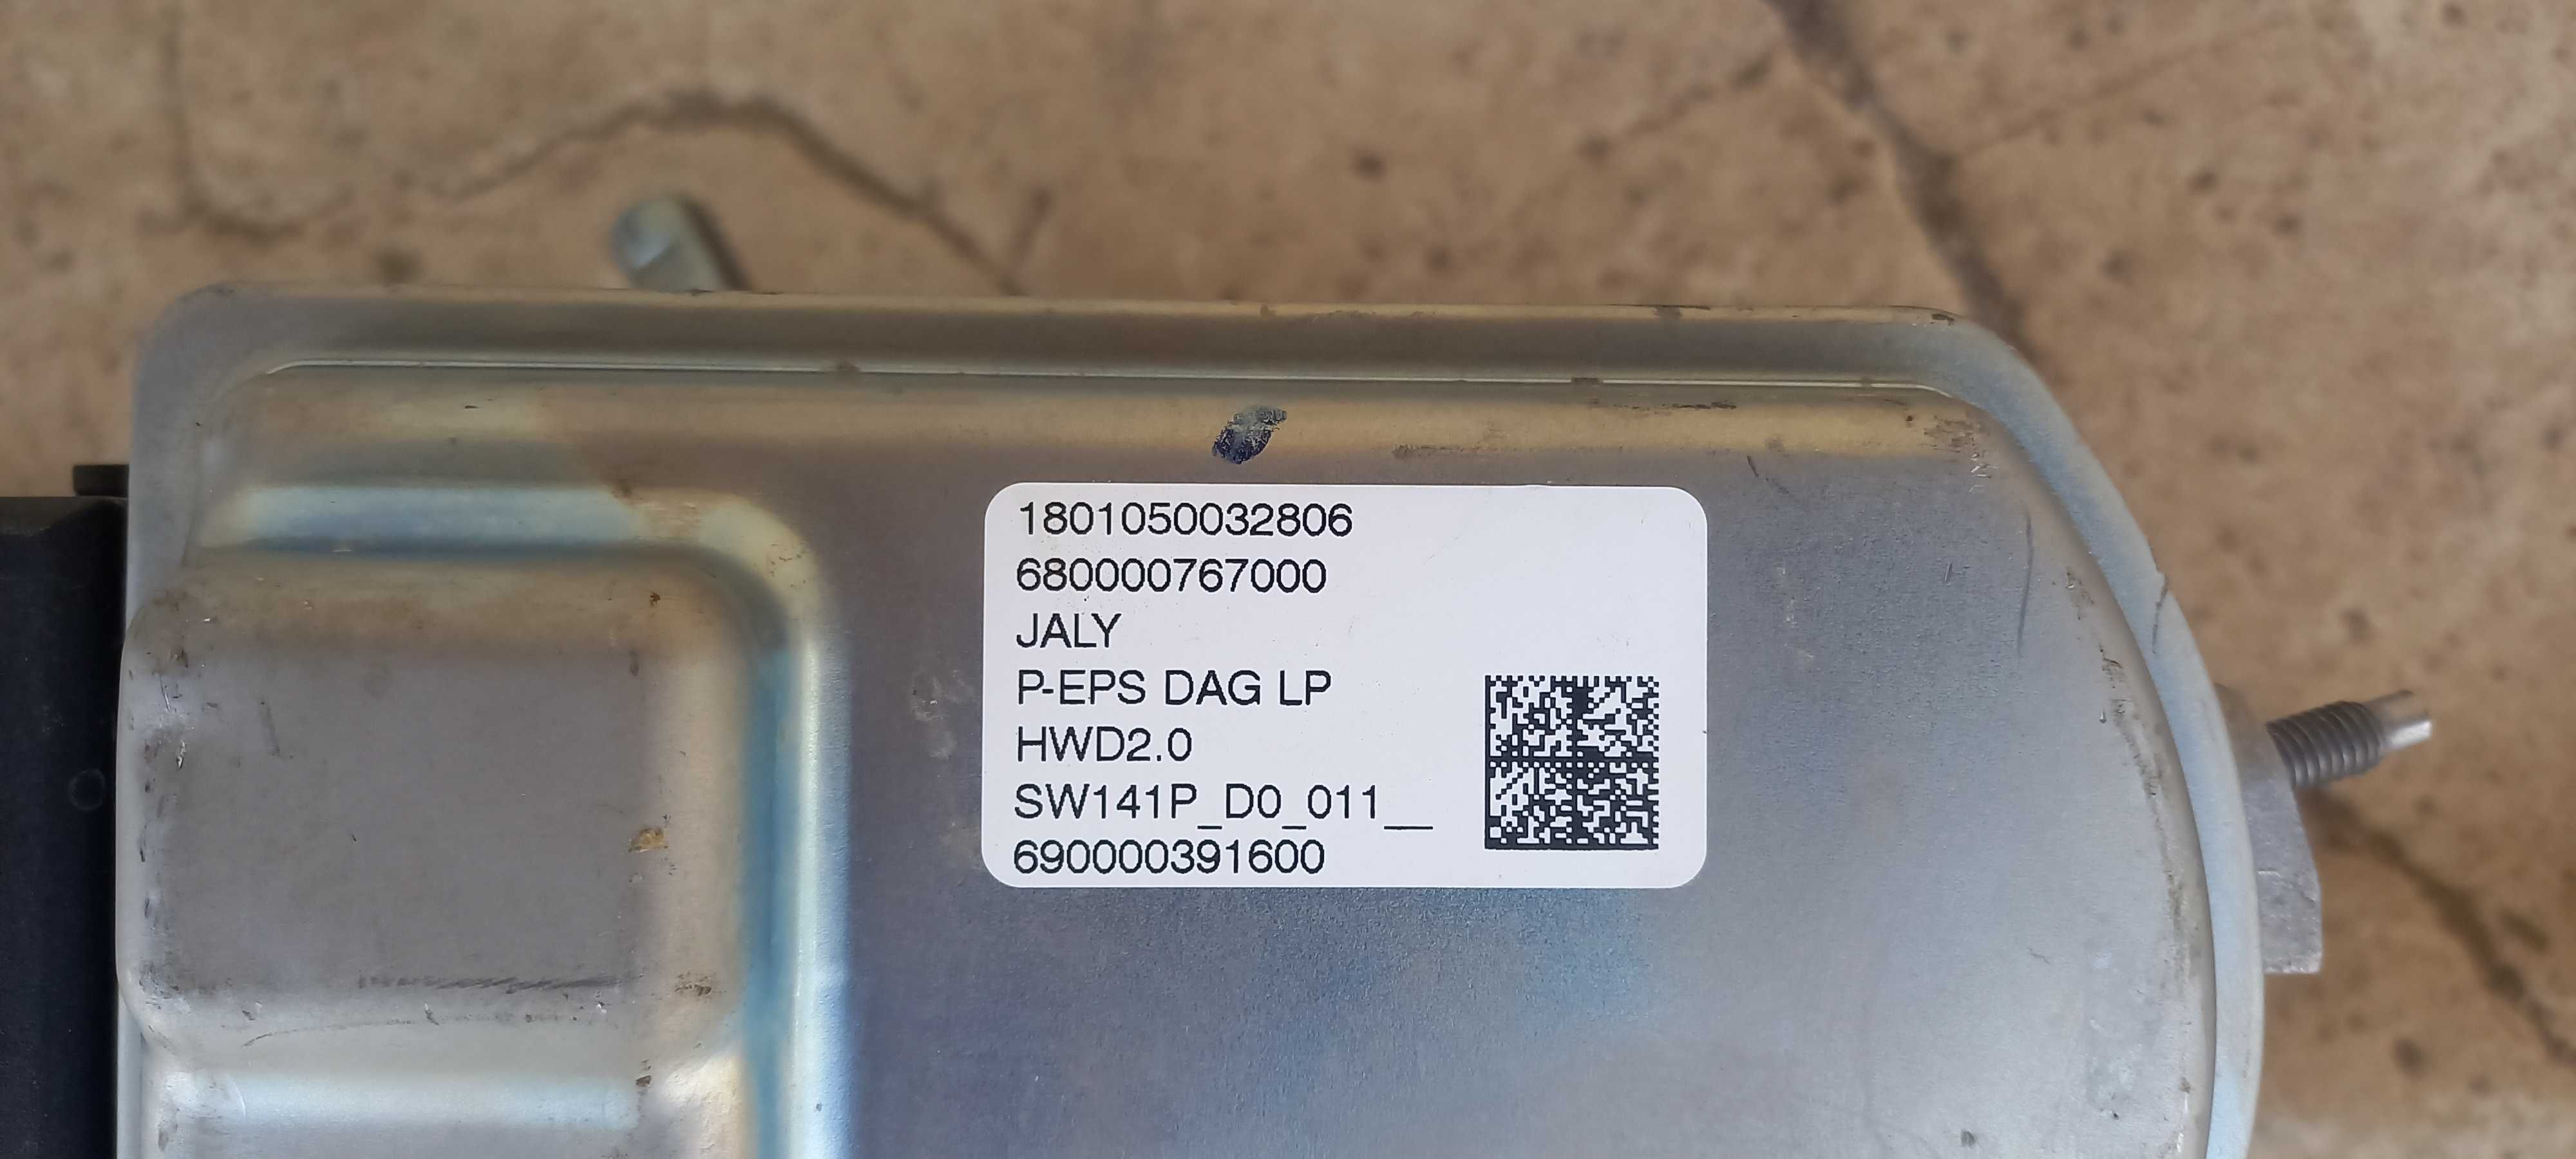 1801050032806
680000767000
JALY
P-EPS DAG LP
HWD2.0
SW141P_D0_011__
690000391600